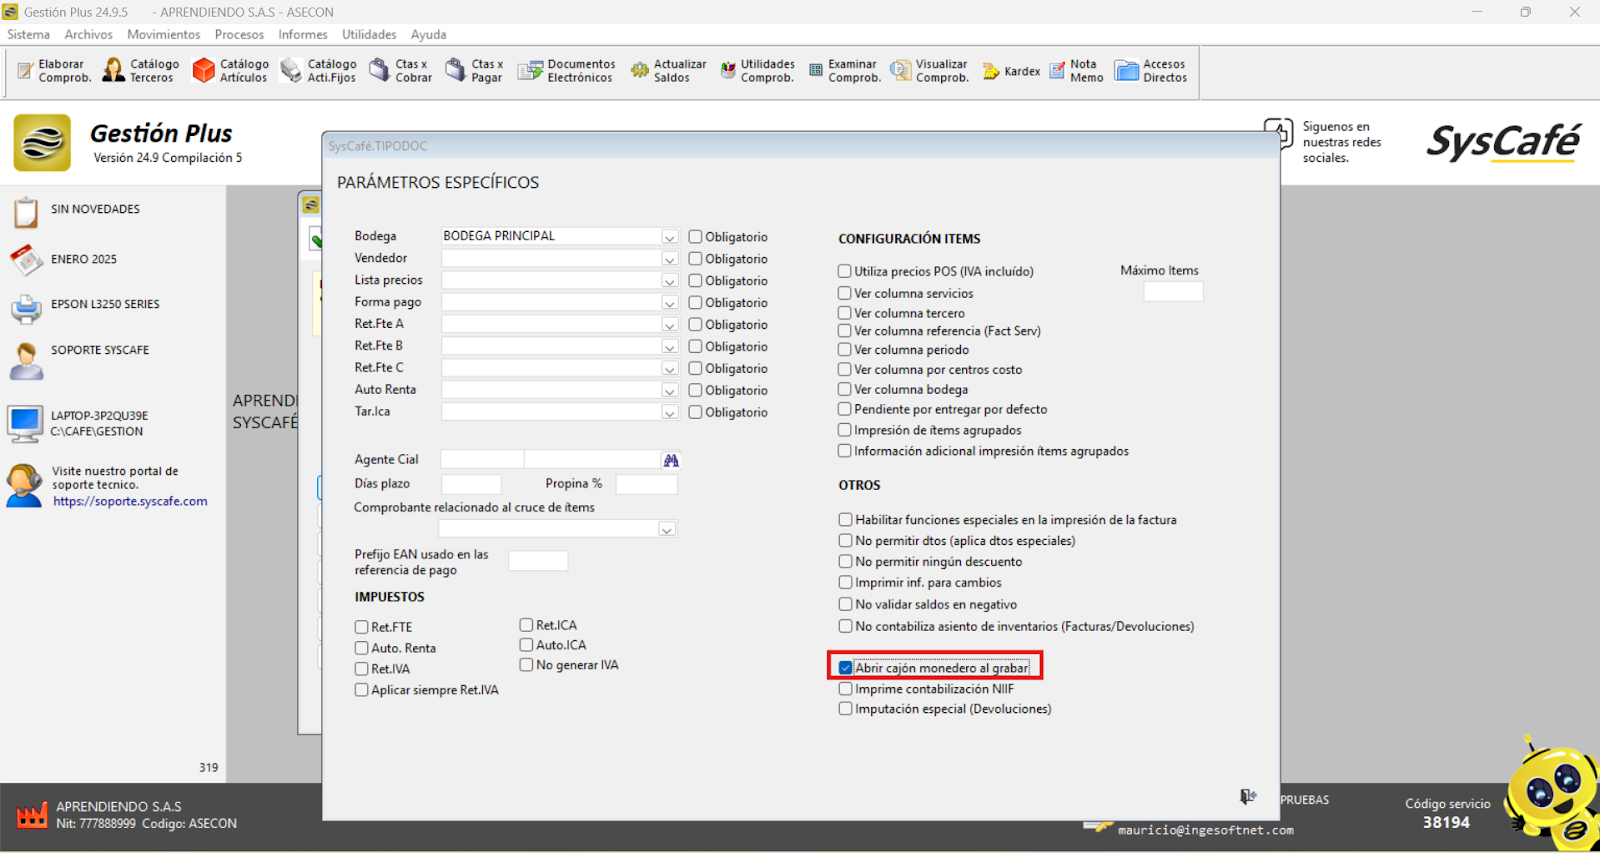 Gestión Plus 24.9.5 - APRENDIENDO S.A.S - ASECON
Sistema Archivos Movimientos Procesos Informes Utilidades Ayuda
Elaborar Comprob.
Catálogo Terceros
Catálogo Artículos
Catálogo Acti.Fijos
Ctas x Cobrar
Ctas x Pagar
Documentos Electrónicos
Actualizar Saldos
Utilidades Comprob.
Examinar Comprob.
Visualizar Comprob.
Kardex
Nota Memo
Accesos Directos
Gestión Plus
Versión 24.9 Compilación 5
Siguenos en
nuestras redes
sociales.
SysCafé
SIN NOVEDADES
ENERO 2025
EPSON L3250 SERIES
SOPORTE SYSCAFE
LAPTOP-3P2QU39E
C:\CAFE\GESTION
Visite nuestro portal de
soporte tecnico.
https://soporte.syscafe.com
319
APREND
SYSCAFÉ
SysCafé.TIPODOC
PARÁMETROS ESPECÍFICOS
Bodega BODEGA PRINCIPAL Obligatorio
Vendedor Obligatorio
Lista precios Obligatorio
Forma pago Obligatorio
Ret.Fte A Obligatorio
Ret.Fte B Obligatorio
Ret.Fte C Obligatorio
Auto Renta Obligatorio
Tar.Ica Obligatorio
Agente Cial
Días plazo Propina %
Comprobante relacionado al cruce de ítems
Prefijo EAN usado en las
referencia de pago
IMPUESTOS
Ret.FTE Ret.ICA
Auto. Renta Auto.ICA
Ret.IVA No generar IVA
Aplicar siempre Ret.IVA
CONFIGURACIÓN ITEMS
Utiliza precios POS (IVA incluído) Máximo Items
Ver columna servicios
Ver columna tercero
Ver columna referencia (Fact Serv)
Ver columna periodo
Ver columna por centros costo
Ver columna bodega
Pendiente por entregar por defecto
Impresión de ítems agrupados
Información adicional impresión ítems agrupados
OTROS
Habilitar funciones especiales en la impresión de la factura
No permitir dtos (aplica dtos especiales)
No permitir ningún descuento
Imprimir inf. para cambios
No validar saldos en negativo
No contabiliza asiento de inventarios (Facturas/Devoluciones)
Abrir cajón monedero al grabar
Imprime contabilización NIIF
Imputación especial (Devoluciones)
APRENDIENDO S.A.S
Nit: 777888999 Codigo: ASECON
PRUEBAS
mauricio@ingesoftnet.com
Código servicio
38194